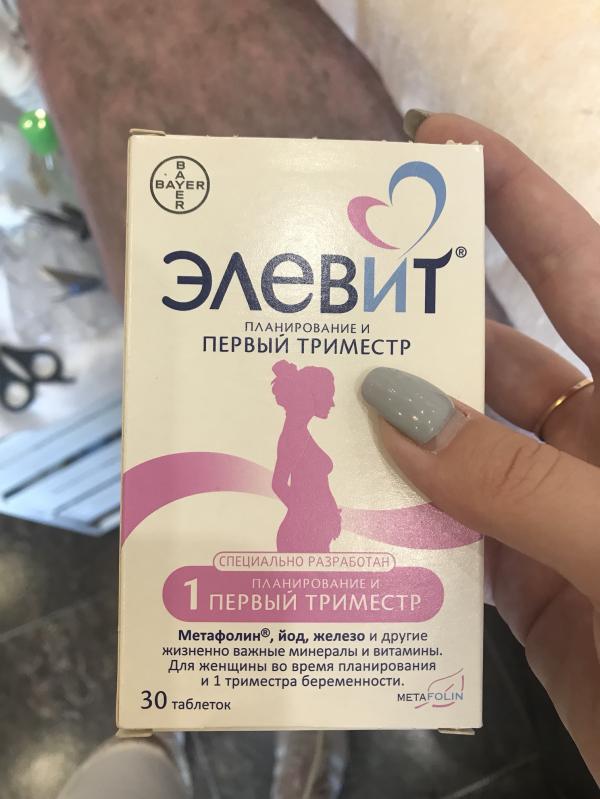 BAYER
BAYER
ЭЛЕВИТ®
ПЛАНИРОВАНИЕ И
ПЕРВЫЙ ТРИМЕСТР
СПЕЦИАЛЬНО РАЗРАБОТАН
1 ПЛАНИРОВАНИЕ И
ПЕРВЫЙ ТРИМЕСТР
Метафолин®, йод, железо и другие
жизненно важные минералы и витамины.
Для женщины во время планирования
и 1 триместра беременности.
30 таблеток
METAFOLIN